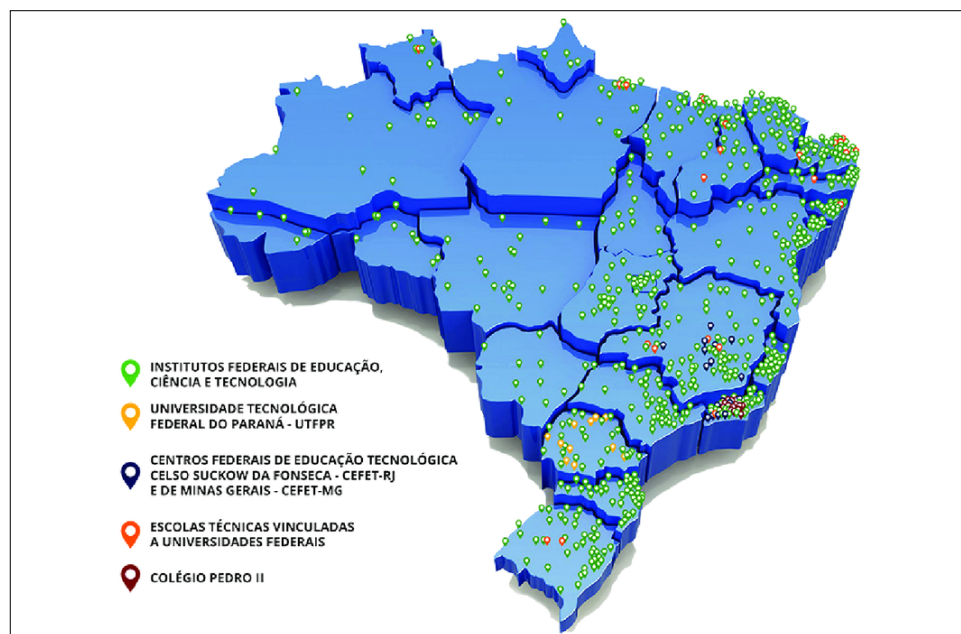 INSTITUTOS FEDERAIS DE EDUCAÇÃO,
CIÊNCIA E TECNOLOGIA
UNIVERSIDADE TECNOLÓGICA
FEDERAL DO PARANÁ - UTFPR
CENTROS FEDERAIS DE EDUCAÇÃO TECNOLÓGICA
CELSO SUCKOW DA FONSECA - CEFET-RJ
E DE MINAS GERAIS - CEFET-MG
ESCOLAS TÉCNICAS VINCULADAS
A UNIVERSIDADES FEDERAIS
COLÉGIO PEDRO II